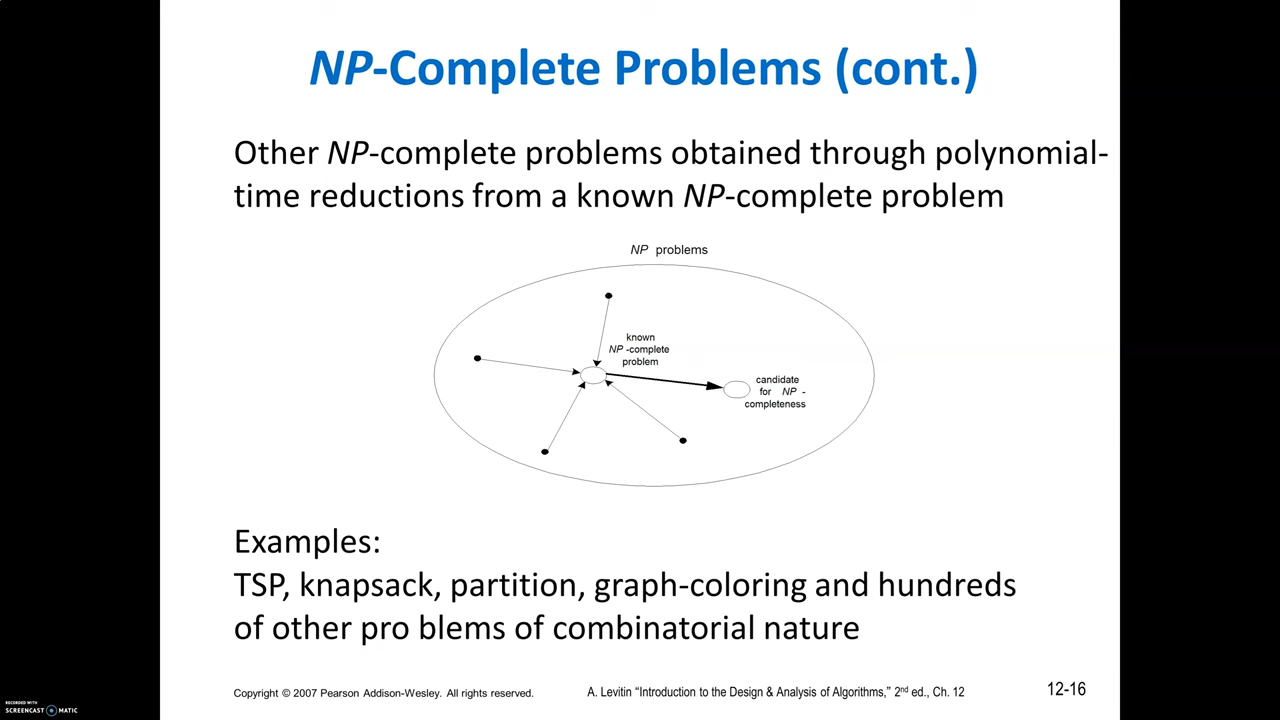 NP-Complete Problems (cont.)
Other NP-complete problems obtained through polynomial-
time reductions from a known NP-complete problem
NP problems
known
NP -complete
problem
candidate
for NP -
completeness
Examples:
TSP, knapsack, partition, graph-coloring and hundreds
of other pro blems of combinatorial nature
Copyright © 2007 Pearson Addison-Wesley. All rights reserved.
A. Levitin “Introduction to the Design & Analysis of Algorithms,” 2nd ed., Ch. 12
12-16
RECORDED WITH
SCREENCAST MATIC